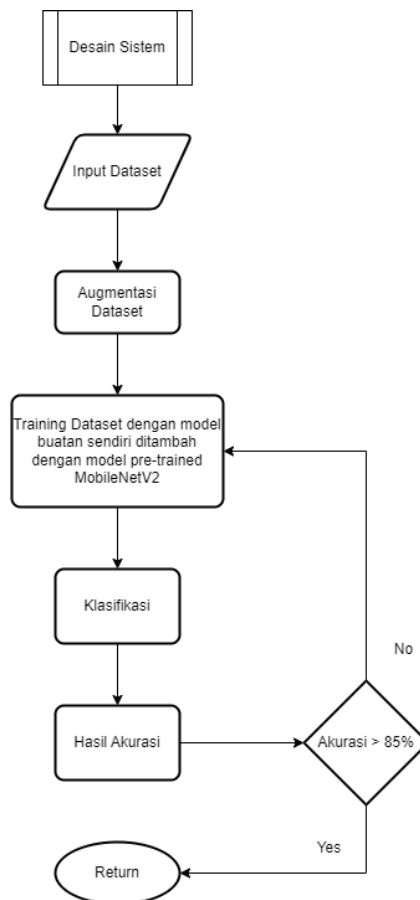 Desain Sistem
Input Dataset
Augmentasi
Dataset
Training Dataset dengan model
buatan sendiri ditambah
dengan model pre-trained
MobileNetV2
Klasifikasi
No
Hasil Akurasi
Akurasi > 85%
Yes
Return